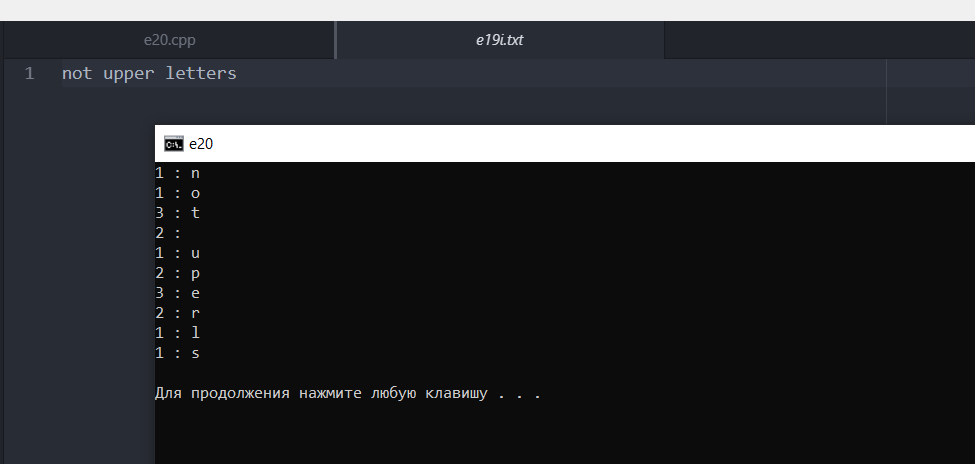 e20.cpp
e19i.txt
1 not upper letters
C:\. e20
1 : n
1 : o
3 : t
2 :
1 : u
2 : p
3 : e
2 : r
1 : l
1 : s
Для продолжения нажмите любую клавишу . . .